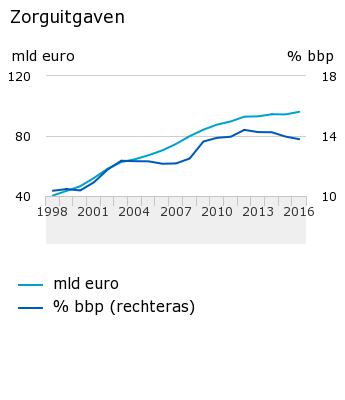 Zorguitgaven
mld euro % bbp
120 18
80 14
40 10
1998 2001 2004 2007 2010 2013 2016
mld euro
% bbp (rechteras)